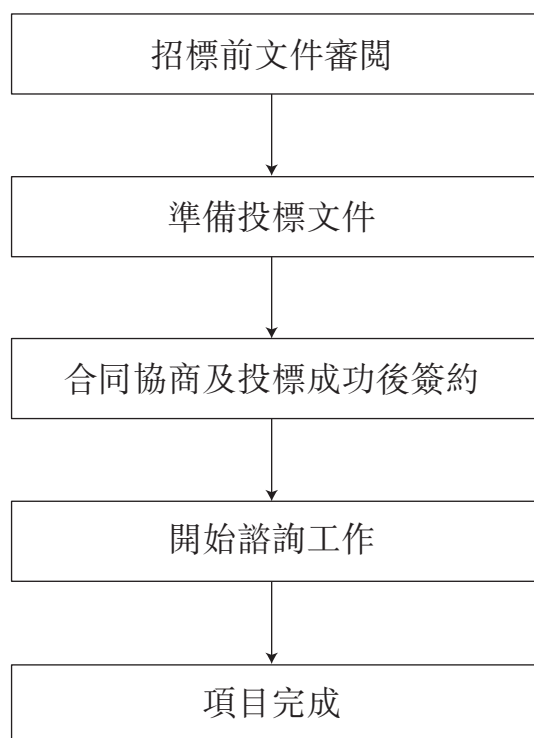 招標前文件審閱
準備投標文件
合同協商及投標成功後簽約
開始諮詢工作
項目完成